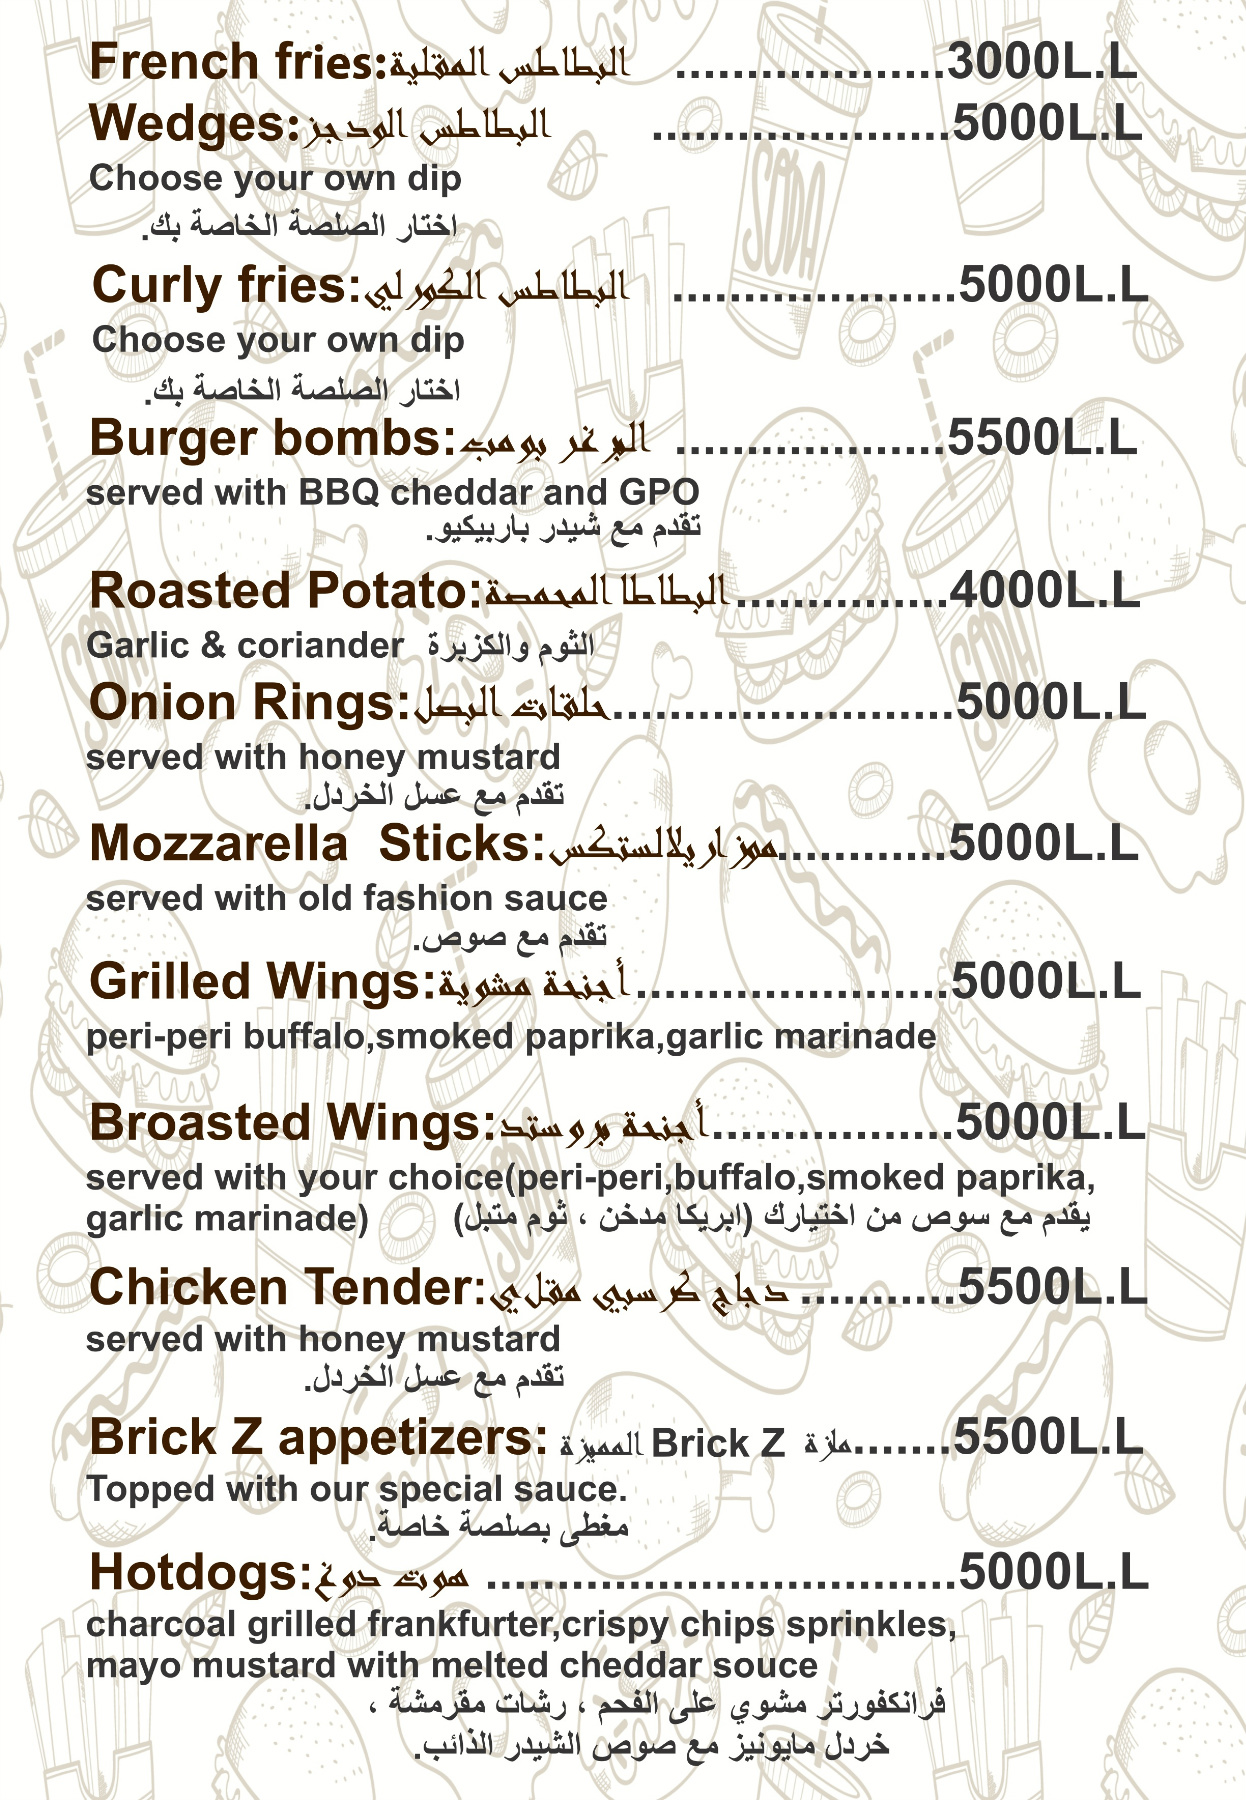 French fries:البطاطس المقلية ...................3000L.L
Wedges:البطاطس الودجز .....................5000L.L
Choose your own dip
اختار الصلصة الخاصة بك.
Curly fries:البطاطس الكورلي ....................5000L.L
Choose your own dip
اختار الصلصة الخاصة بك.
Burger bombs:البرغر بومب ...................5500L.L
served with BBQ cheddar and GPO
تقدم مع شيدر باربيكيو.
Roasted Potato:البطاطا المحمصة...............4000L.L
Garlic & coriander الثوم والكزبرة
Onion Rings:حلقات البصل........................5000L.L
served with honey mustard
تقدم مع عسل الخردل.
Mozzarella Sticks:موزاريلالستكس............5000L.L
served with old fashion sauce
تقدم مع صوص.
Grilled Wings:أجنحة مشوية......................5000L.L
peri-peri buffalo,smoked paprika,garlic marinade
Broasted Wings:أجنحة بروستد.................5000L.L
served with your choice(peri-peri,buffalo,smoked paprika,
garlic marinade) يقدم مع سوص من اختيارك (ابريكا مدخن ، ثوم متبل)
Chicken Tender:دجاج كرسبي مقلي ...........5500L.L
served with honey mustard
تقدم مع عسل الخردل.
Brick Z appetizers: مازة Brick Z المميزة.......5500L.L
Topped with our special sauce.
مغطى بصلصة خاصة.
Hotdogs:هوت دوغ .................................5000L.L
charcoal grilled frankfurter,crispy chips sprinkles,
mayo mustard with melted cheddar souce
فرانكفورتر مشوي على الفحم ، رشات مقرمشة ،
خردل مايونيز مع صوص الشيدر الذائب.
SODA
SODA
SODA
SODA